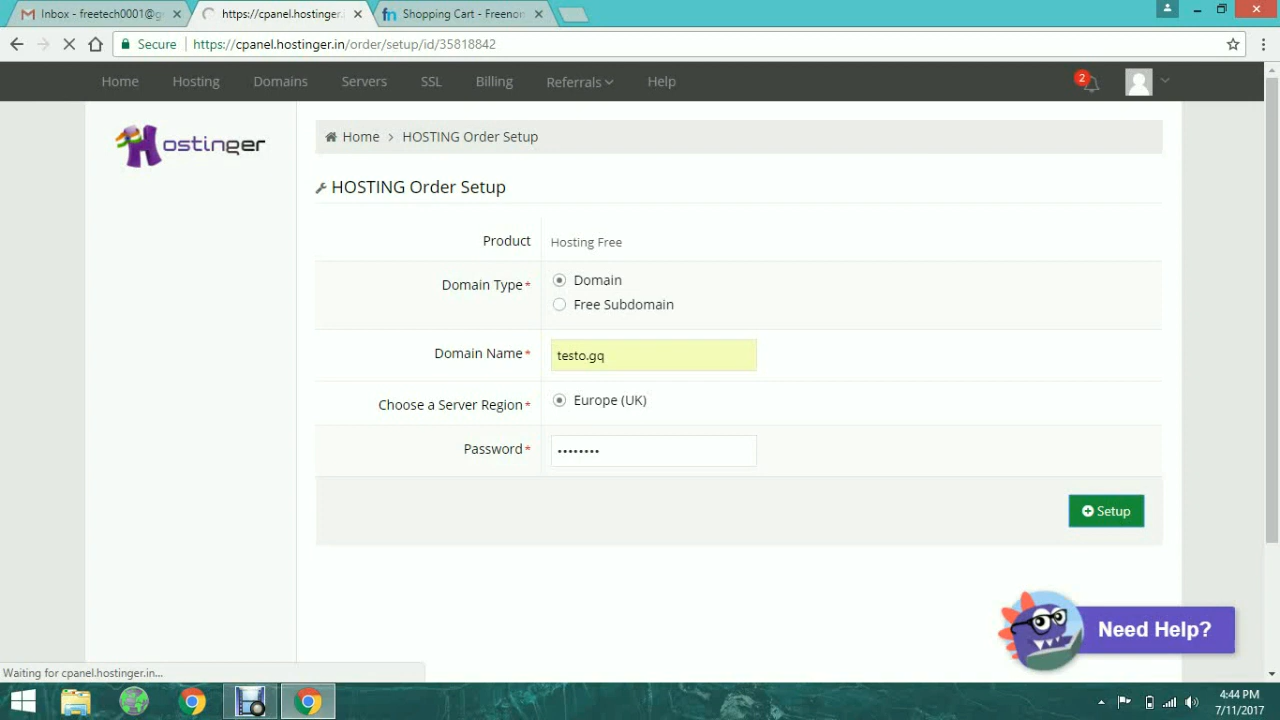 Inbox - freetech0001@g
https://cpanel.hostinger.
Shopping Cart - Freenon
Secure
https://cpanel.hostinger.in/order/setup/id/35818842
Home
Hosting
Domains
Servers
SSL
Billing
Referrals
Help
2
Hostinger
Home > HOSTING Order Setup
HOSTING Order Setup
Product
Hosting Free
Domain Type*
Domain
Free Subdomain
Domain Name*
testo.gq
Choose a Server Region*
Europe (UK)
Password*
••••••••
Setup
Need Help?
Waiting for cpanel.hostinger.in...
4:44 PM
7/11/2017